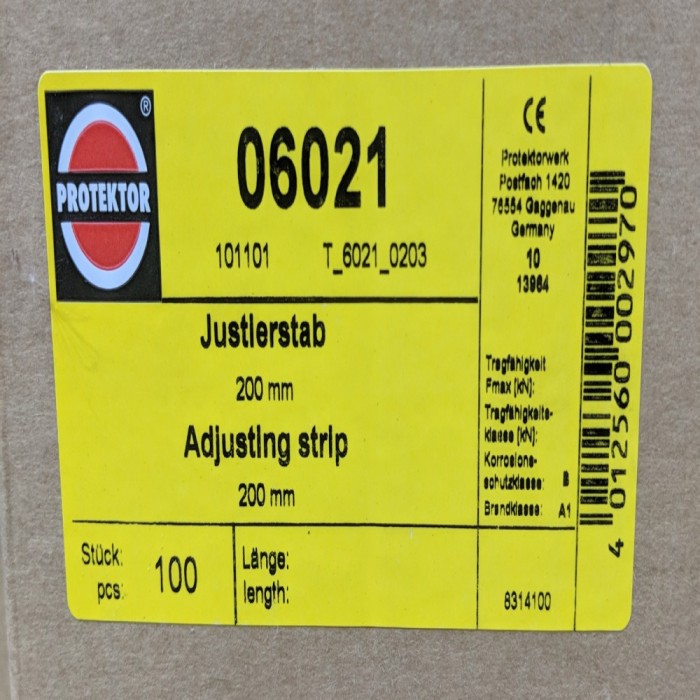 PROTEKTOR
®
06021
101101 T_6021_0203
Justierstab
200 mm
Adjusting strip
200 mm
Stück:
pcs:
100
Länge:
length:
CE
Protektorwerk
Postfach 1420
76554 Gaggenau
Germany
10
13964
Tragfähigkeit
Fmax [kN]:
Tragfähigkeits-
klasse [kN]:
Korrosions-
schutzklasse: B
Brandklasse: A1
8314100
4 012560 002970